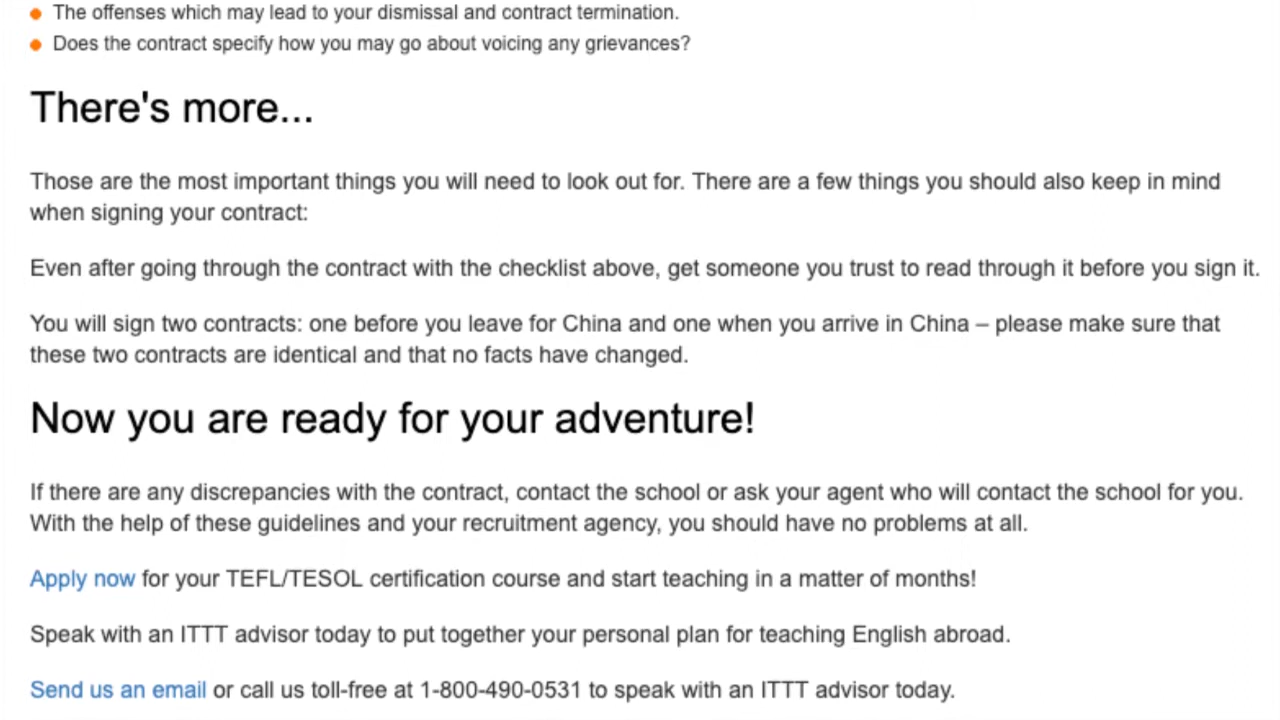 The offenses which may lead to your dismissal and contract termination.
Does the contract specify how you may go about voicing any grievances?
There's more...
Those are the most important things you will need to look out for. There are a few things you should also keep in mind
when signing your contract:
Even after going through the contract with the checklist above, get someone you trust to read through it before you sign it.
You will sign two contracts: one before you leave for China and one when you arrive in China – please make sure that
these two contracts are identical and that no facts have changed.
Now you are ready for your adventure!
If there are any discrepancies with the contract, contact the school or ask your agent who will contact the school for you.
With the help of these guidelines and your recruitment agency, you should have no problems at all.
Apply now for your TEFL/TESOL certification course and start teaching in a matter of months!
Speak with an ITTT advisor today to put together your personal plan for teaching English abroad.
Send us an email or call us toll-free at 1-800-490-0531 to speak with an ITTT advisor today.